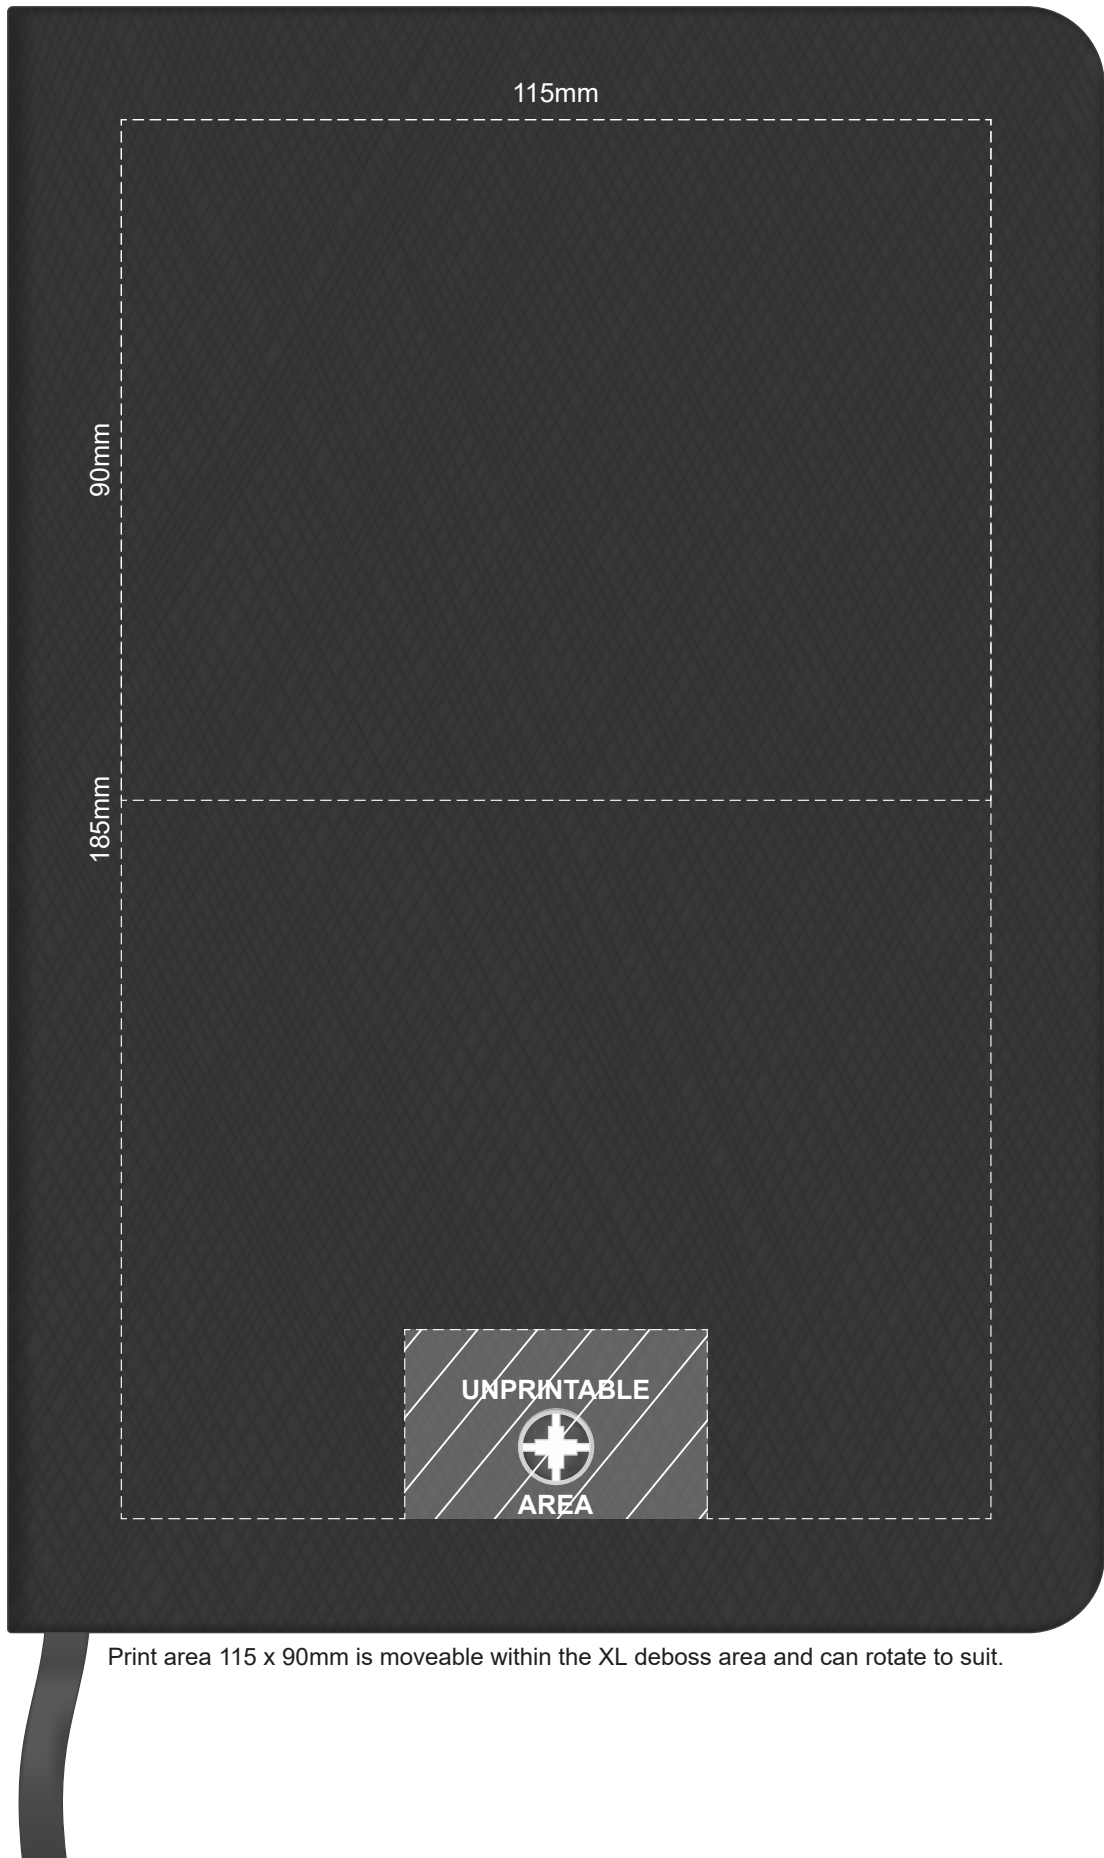 115mm
90mm
185mm
UNPRINTABLE
AREA
Print area 115 x 90mm is moveable within the XL deboss area and can rotate to suit.